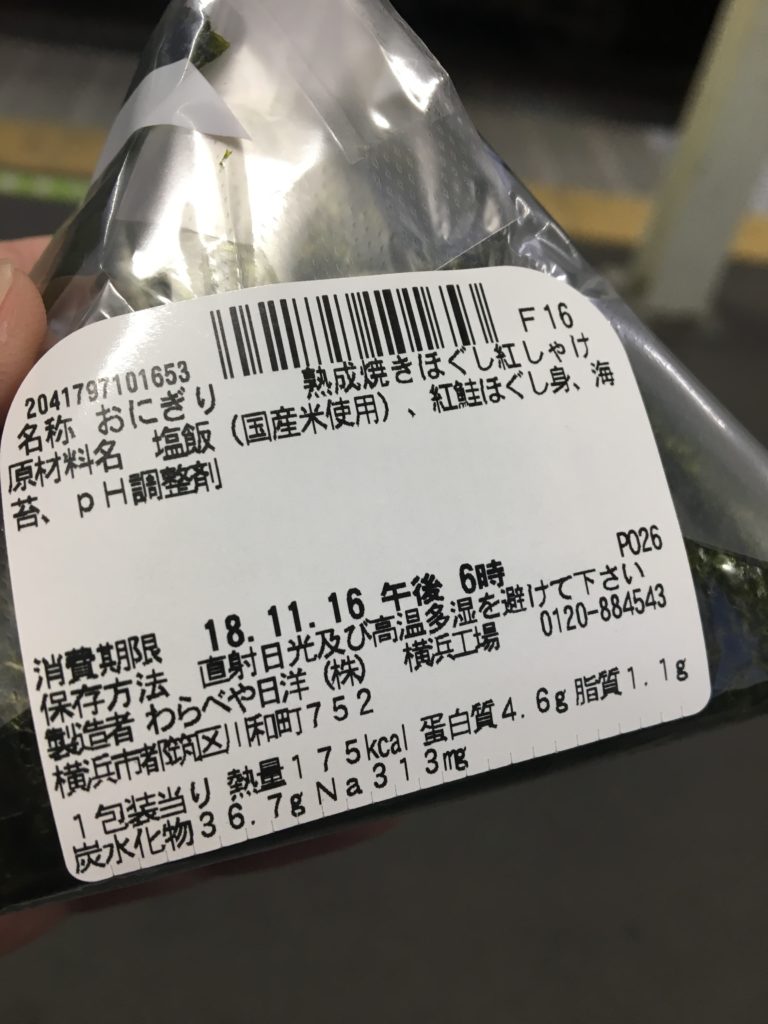 F16
2041797101653
熟成焼きほぐし紅しゃけ
名称 おにぎり
原材料名 塩飯（国産米使用）、紅鮭ほぐし身、海
苔、ｐＨ調整剤
P026
消費期限 18.11.16 午後 6時
保存方法 直射日光及び高温多湿を避けて下さい
製造者 わらべや日洋（株） 横浜工場 0120-884543
横浜市都筑区川和町７５２
１包装当り 熱量１７５kcal 蛋白質４.６g 脂質１.１g
炭水化物３６.７g Ｎａ３１３mg